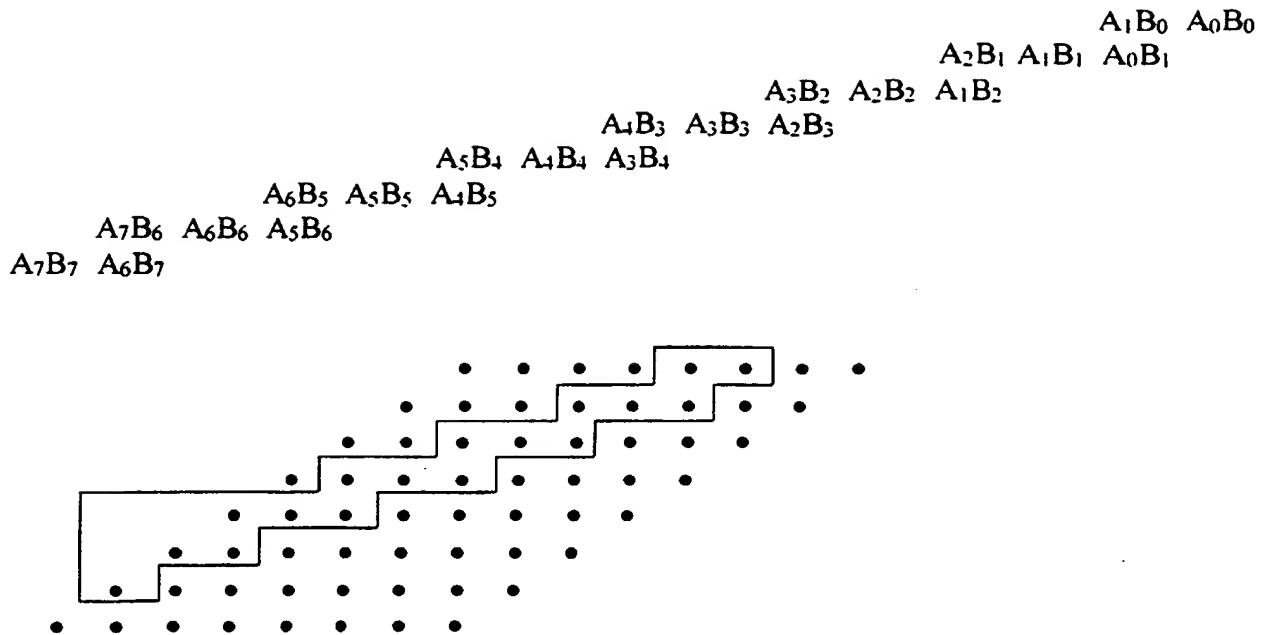 A₁B₀ A₀B₀
A₂B₁ A₁B₁ A₀B₁
A₃B₂ A₂B₂ A₁B₂
A₄B₃ A₃B₃ A₂B₃
A₅B₄ A₄B₄ A₃B₄
A₆B₅ A₅B₅ A₄B₅
A₇B₆ A₆B₆ A₅B₆
A₇B₇ A₆B₇